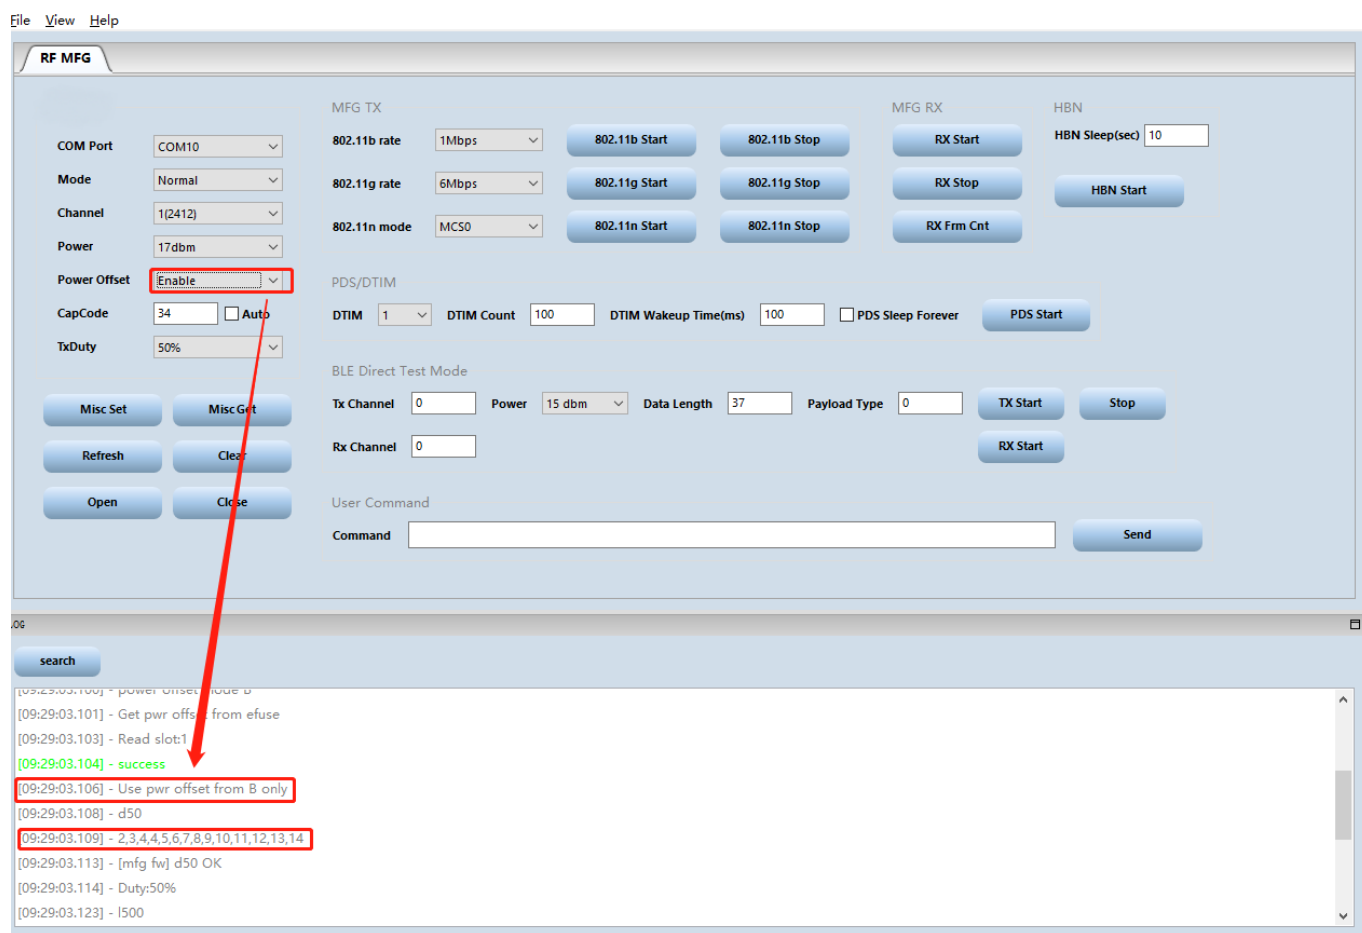 File View Help
RF MFG
COM Port COM10
Mode Normal
Channel 1(2412)
Power 17dbm
Power Offset Enable
CapCode 34 Auto
TxDuty 50%
Misc Set Misc Get
Refresh Clear
Open Close
MFG TX
802.11b rate 1Mbps 802.11b Start 802.11b Stop
802.11g rate 6Mbps 802.11g Start 802.11g Stop
802.11n mode MCS0 802.11n Start 802.11n Stop
MFG RX
RX Start
RX Stop
RX Frm Cnt
HBN
HBN Sleep(sec) 10
HBN Start
PDS/DTIM
DTIM 1 DTIM Count 100 DTIM Wakeup Time(ms) 100 PDS Sleep Forever PDS Start
BLE Direct Test Mode
Tx Channel 0 Power 15 dbm Data Length 37 Payload Type 0 TX Start Stop
Rx Channel 0 RX Start
User Command
Command Send
LOG
search
[09:29:03.100] - power offset mode B
[09:29:03.101] - Get pwr offset from efuse
[09:29:03.103] - Read slot:1
[09:29:03.104] - success
[09:29:03.106] - Use pwr offset from B only
[09:29:03.108] - d50
[09:29:03.109] - 2,3,4,4,5,6,7,8,9,10,11,12,13,14
[09:29:03.113] - [mfg fw] d50 OK
[09:29:03.114] - Duty:50%
[09:29:03.123] - l500